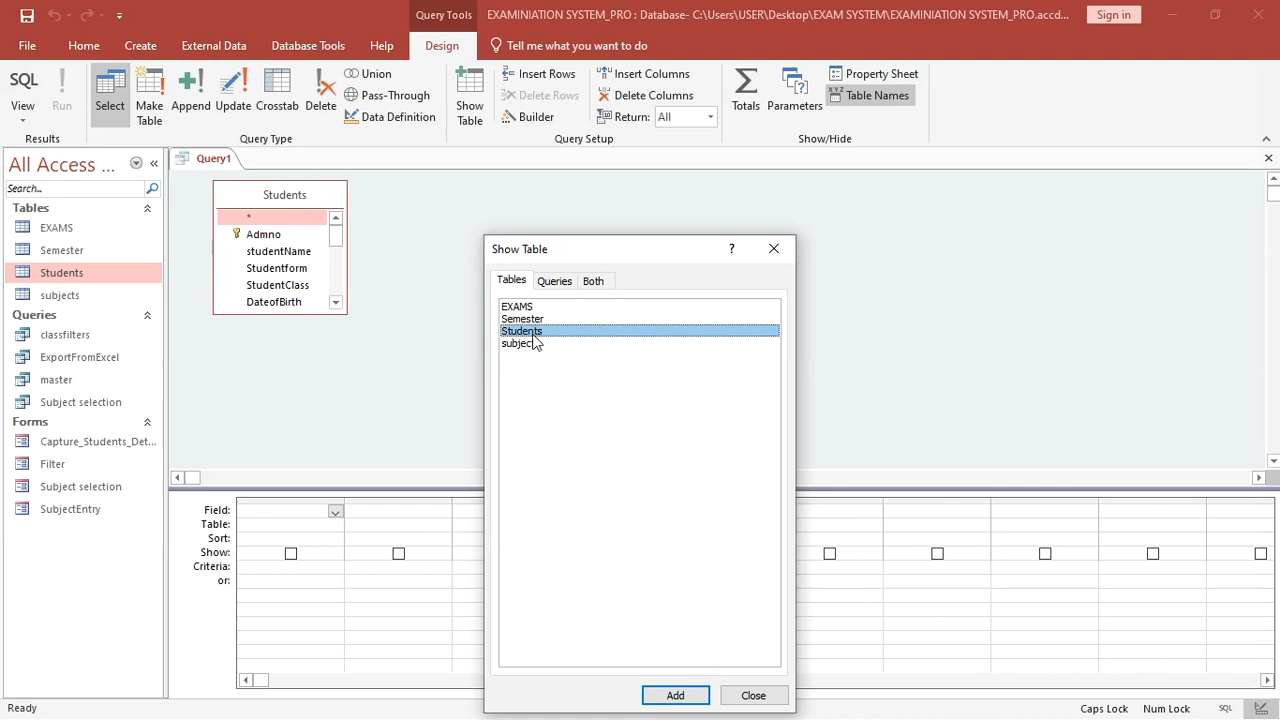 Query Tools
EXAMINIATION SYSTEM_PRO : Database- C:\Users\USER\Desktop\EXAM SYSTEM\EXAMINIATION SYSTEM_PRO.accd...
Sign in
File Home Create External Data Database Tools Help Design Tell me what you want to do
SQL
View
Run
Select
Make
Table
Append
Update
Crosstab
Delete
Union
Pass-Through
Data Definition
Show
Table
Insert Rows
Delete Rows
Builder
Insert Columns
Delete Columns
Return: All
Totals
Parameters
Property Sheet
XYZ Table Names
Results
Query Type
Query Setup
Show/Hide
All Access ...
Search...
Tables
EXAMS
Semester
Students
subjects
Queries
classfilters
ExportFromExcel
master
Subject selection
Forms
Capture_Students_Det...
Filter
Subject selection
SubjectEntry
Query1
Students
*
Admno
studentName
Studentform
StudentClass
DateofBirth
Show Table
?
Tables Queries Both
EXAMS
Semester
Students
Add Close
Field:
Table:
Sort:
Show:
Criteria:
or:
Ready
Caps Lock Num Lock SQL